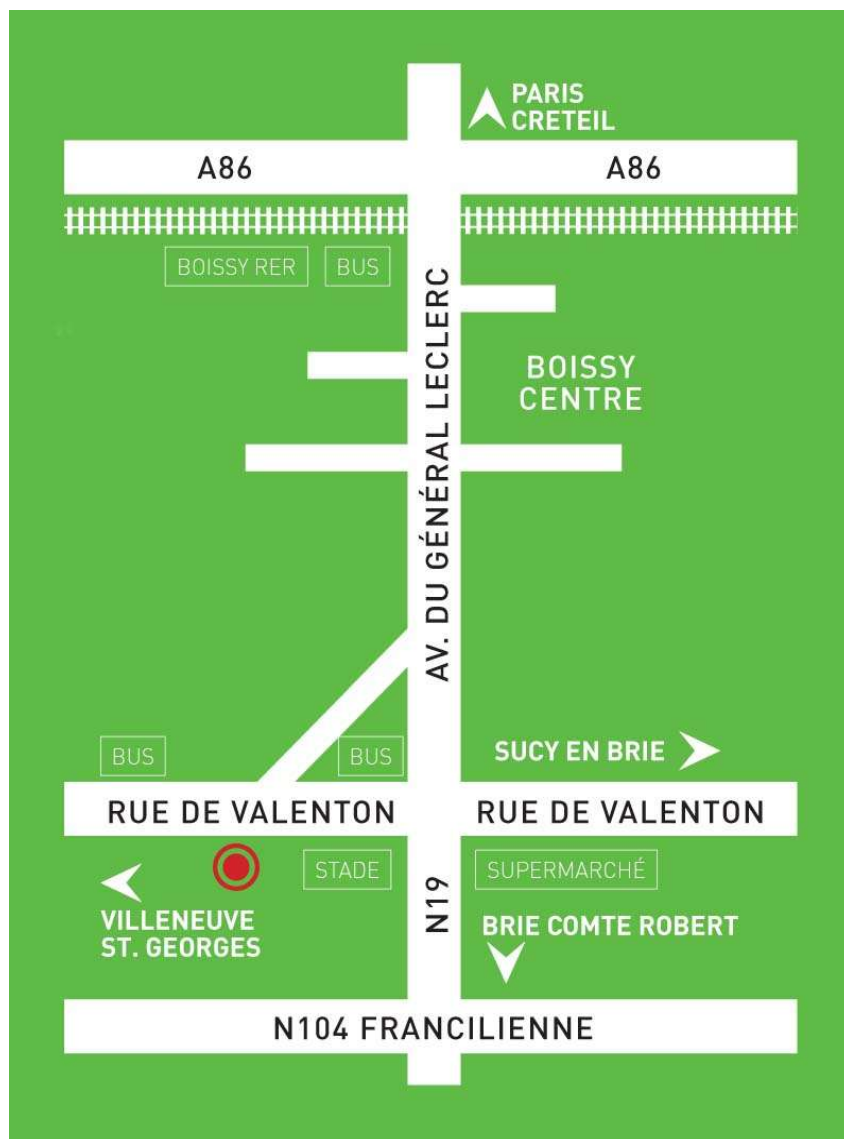 PARIS
CRETEIL
A86
A86
BOISSY RER
BUS
AV. DU GÉNÉRAL LECLERC
BOISSY
CENTRE
BUS
BUS
SUCY EN BRIE
RUE DE VALENTON
RUE DE VALENTON
STADE
N19
SUPERMARCHÉ
VILLENEUVE
ST. GEORGES
BRIE COMTE ROBERT
N104 FRANCILIENNE